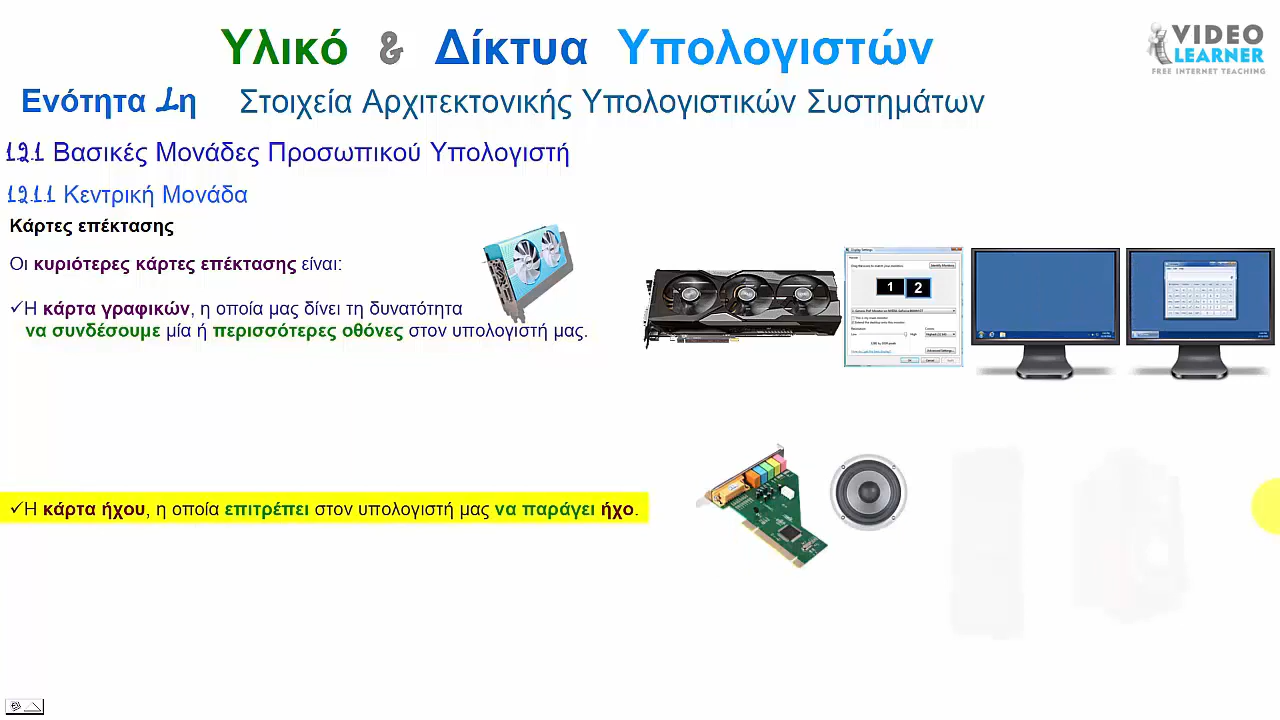 Υλικό & Δίκτυα Υπολογιστών
VIDEO
LEARNER
FREE INTERNET TEACHING
Ενότητα 1η Στοιχεία Αρχιτεκτονικής Υπολογιστικών Συστημάτων
1.2.1 Βασικές Μονάδες Προσωπικού Υπολογιστή
1.2.1.1 Κεντρική Μονάδα
Κάρτες επέκτασης
Οι κυριότερες κάρτες επέκτασης είναι:
✓Η κάρτα γραφικών, η οποία μας δίνει τη δυνατότητα
να συνδέσουμε μία ή περισσότερες οθόνες στον υπολογιστή μας.
1 2
✓Η κάρτα ήχου, η οποία επιτρέπει στον υπολογιστή μας να παράγει ήχο.